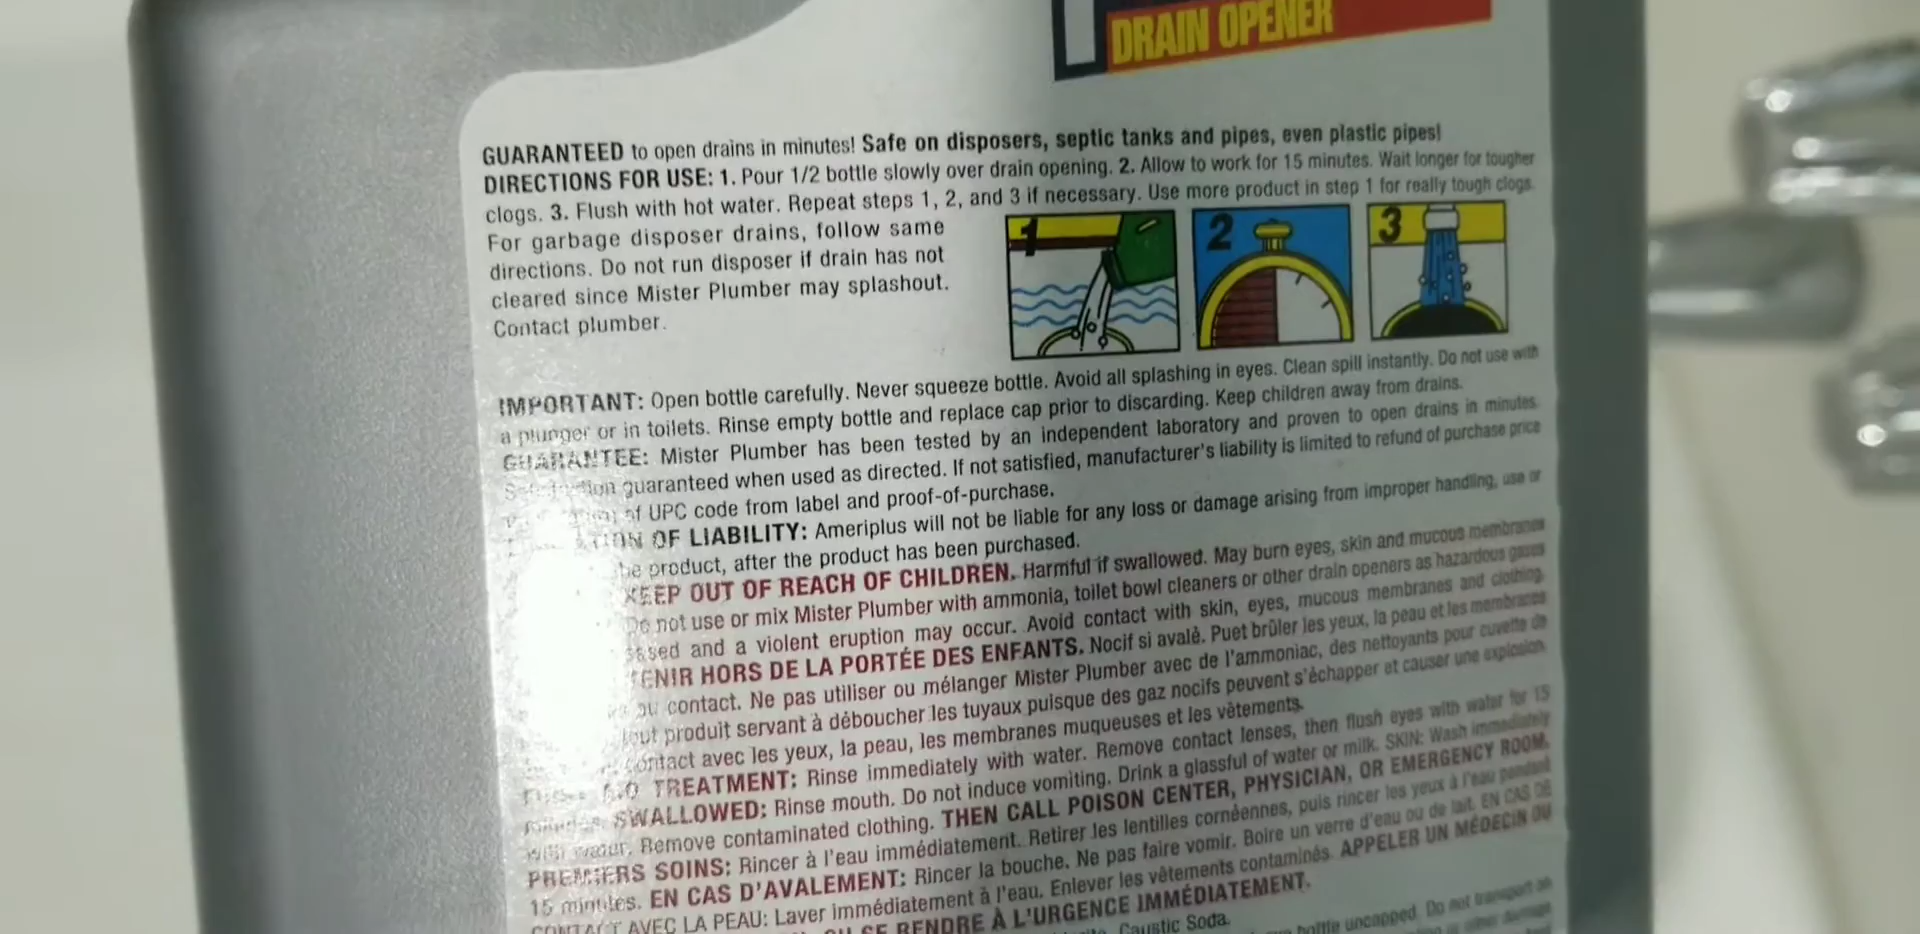 DRAIN OPENER
GUARANTEED to open drains in minutes! Safe on disposers, septic tanks and pipes, even plastic pipes!
DIRECTIONS FOR USE: 1. Pour 1/2 bottle slowly over drain opening. 2. Allow to work for 15 minutes. Wait longer for tougher
clogs. 3. Flush with hot water. Repeat steps 1, 2, and 3 if necessary. Use more product in step 1 for really tough clogs.
For garbage disposer drains, follow same
directions. Do not run disposer if drain has not
cleared since Mister Plumber may splashout.
Contact plumber.
1
2
3
IMPORTANT: Open bottle carefully. Never squeeze bottle. Avoid all splashing in eyes. Clean spill instantly. Do not use with
a plunger or in toilets. Rinse empty bottle and replace cap prior to discarding. Keep children away from drains.
GUARANTEE: Mister Plumber has been tested by an independent laboratory and proven to open drains in minutes.
guaranteed when used as directed. If not satisfied, manufacturer's liability is limited to refund of purchase price
of UPC code from label and proof-of-purchase.
OF LIABILITY: Ameriplus will not be liable for any loss or damage arising from improper handling, use or
product, after the product has been purchased.
KEEP OUT OF REACH OF CHILDREN. Harmful if swallowed. May burn eyes, skin and mucous membranes
Do not use or mix Mister Plumber with ammonia, toilet bowl cleaners or other drain openers as hazardous gases
and a violent eruption may occur. Avoid contact with skin, eyes, mucous membranes and clothing.
HORS DE LA PORTÉE DES ENFANTS. Nocif si avalé. Puet brûler les yeux, la peau et les membranes
contact. Ne pas utiliser ou mélanger Mister Plumber avec de l'ammoniac, des nettoyants pour cuvette de
tout produit servant à déboucher les tuyaux puisque des gaz nocifs peuvent s'échapper et causer une explosion.
contact avec les yeux, la peau, les membranes muqueuses et les vêtements.
TREATMENT: Rinse immediately with water. Remove contact lenses, then flush eyes with water for 15
SWALLOWED: Rinse mouth. Do not induce vomiting. Drink a glassful of water or milk. SKIN: Wash immediately
with water. Remove contaminated clothing. THEN CALL POISON CENTER, PHYSICIAN, OR EMERGENCY ROOM.
PREMIERS SOINS: Rincer à l'eau immédiatement. Retirer les lentilles cornéennes, puis rincer les yeux à l'eau pendant
15 minutes. EN CAS D'AVALEMENT: Rincer la bouche. Ne pas faire vomir. Boire un verre d'eau ou de lait. EN CAS DE
CONTACT AVEC LA PEAU: Laver immédiatement à l'eau. Enlever les vêtements contaminés. APPELER UN MÉDECIN OU
OU SE RENDRE À L'URGENCE IMMÉDIATEMENT.
Caustic Soda.
bottle uncapped. Do not transport on